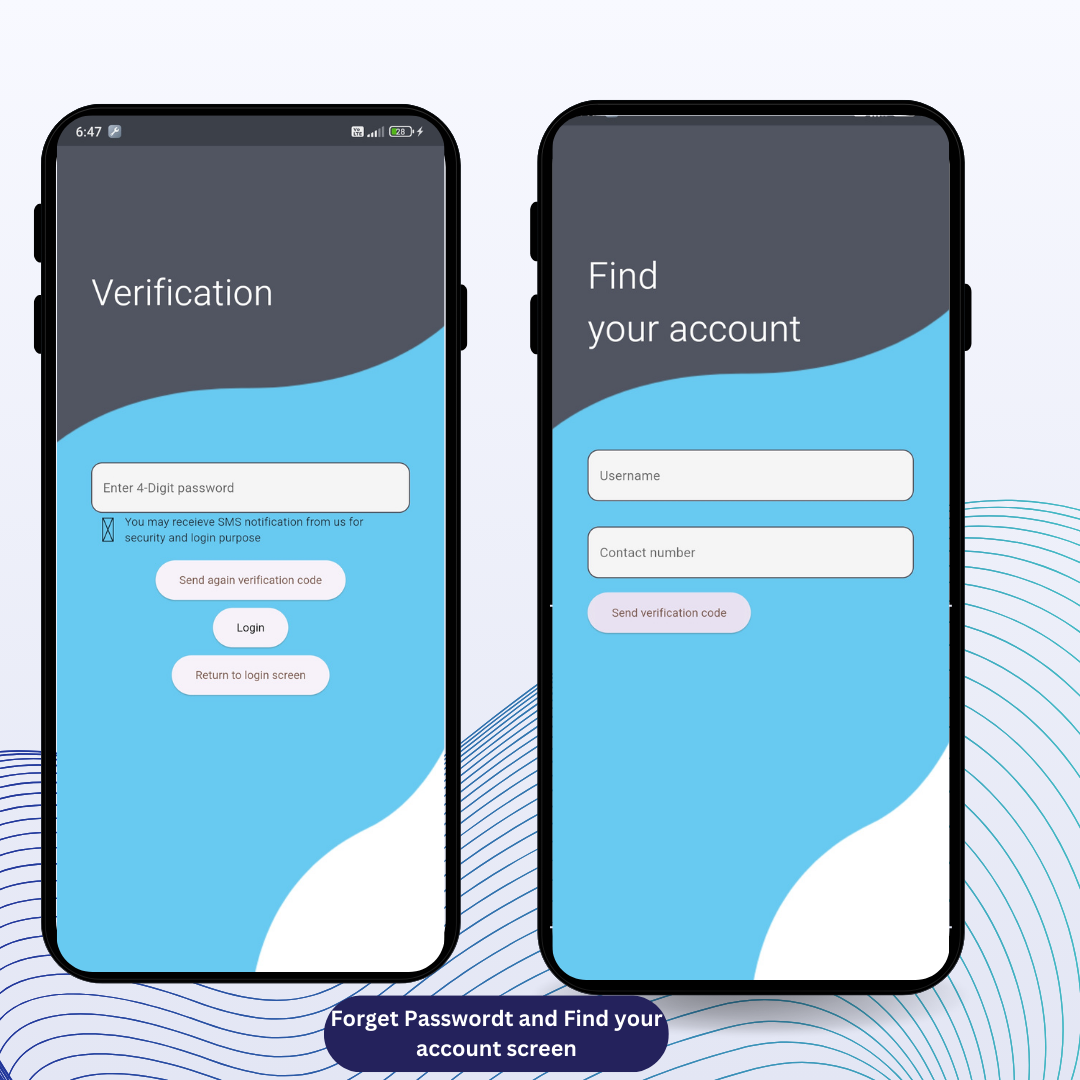 6:47
Vo
LTE
28
Verification
Enter 4-Digit password
You may receieve SMS notification from us for
security and login purpose
Send again verification code
Login
Return to login screen
Find
your account
Username
Contact number
Send verification code
Forget Passwordt and Find your
account screen